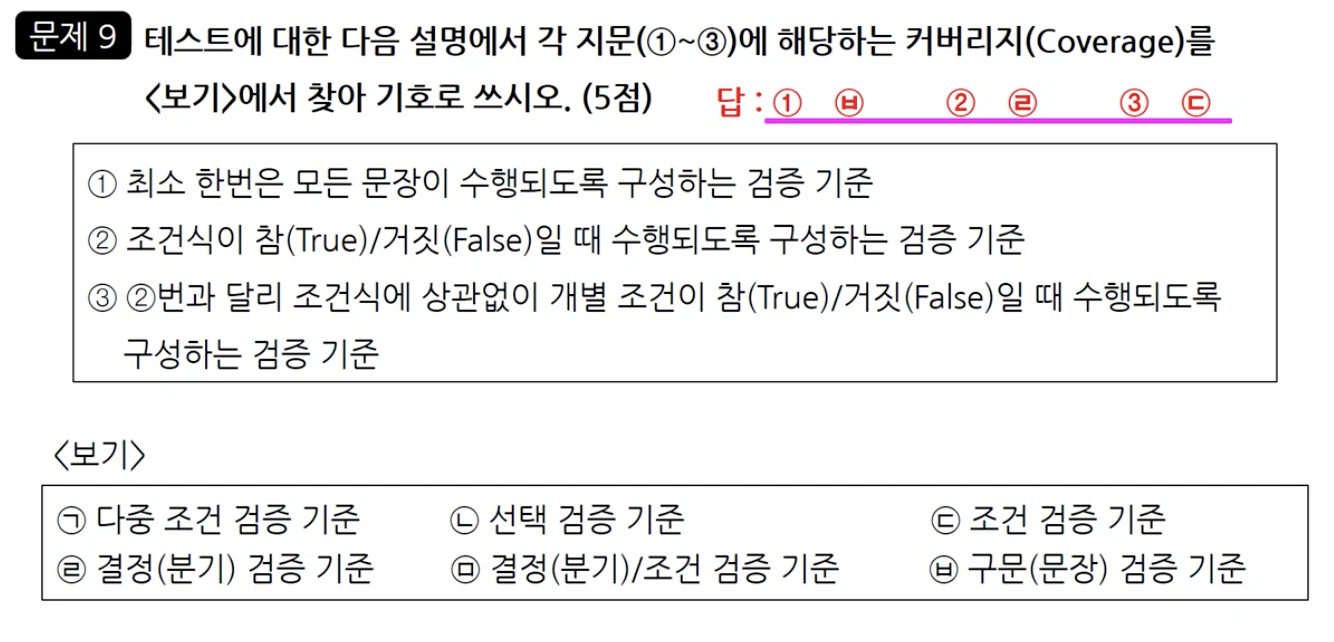 문제 9 테스트에 대한 다음 설명에서 각 지문(①~③)에 해당하는 커버리지(Coverage)를
<보기>에서 찾아 기호로 쓰시오. (5점) 답 : ① ㉥ ② ㉣ ③ ㉢
① 최소 한번은 모든 문장이 수행되도록 구성하는 검증 기준
② 조건식이 참(True)/거짓(False)일 때 수행되도록 구성하는 검증 기준
③ ②번과 달리 조건식에 상관없이 개별 조건이 참(True)/거짓(False)일 때 수행되도록
구성하는 검증 기준
<보기>
㉠ 다중 조건 검증 기준 ㉡ 선택 검증 기준 ㉢ 조건 검증 기준
㉣ 결정(분기) 검증 기준 ㉤ 결정(분기)/조건 검증 기준 ㉥ 구문(문장) 검증 기준